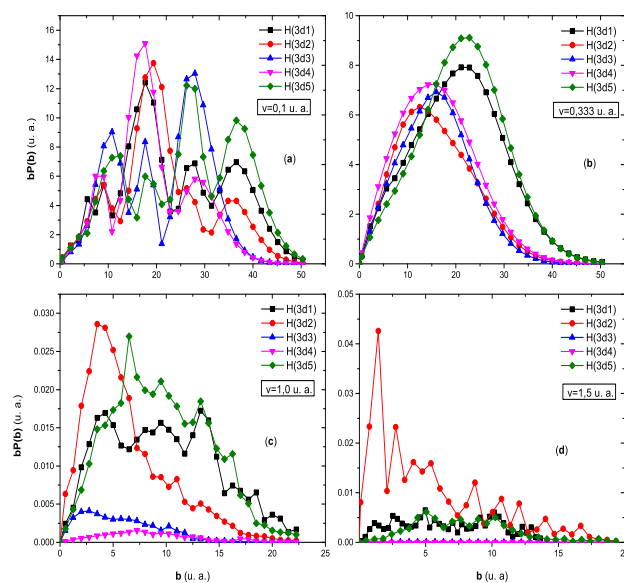 16
14
12
10
8
6
4
2
0
0
10
20
30
40
50
bP(b) (u. a.)
H(3d1)
H(3d2)
H(3d3)
H(3d4)
H(3d5)
v=0,1 u. a.
(a)
10
8
6
4
2
0
0
10
20
30
40
50
H(3d1)
H(3d2)
H(3d3)
H(3d4)
H(3d5)
v=0,333 u. a.
(b)
0.030
0.025
0.020
0.015
0.010
0.005
0.000
0
5
10
15
20
25
bP(b) (u. a.)
b (u. a.)
H(3d1)
H(3d2)
H(3d3)
H(3d4)
H(3d5)
v=1,0 u. a.
(c)
0.05
0.04
0.03
0.02
0.01
0.00
5
10
15
b (u. a)
H(3d1)
H(3d2)
H(3d3)
H(3d4)
H(3d5)
v=1,5 u. a.
(d)